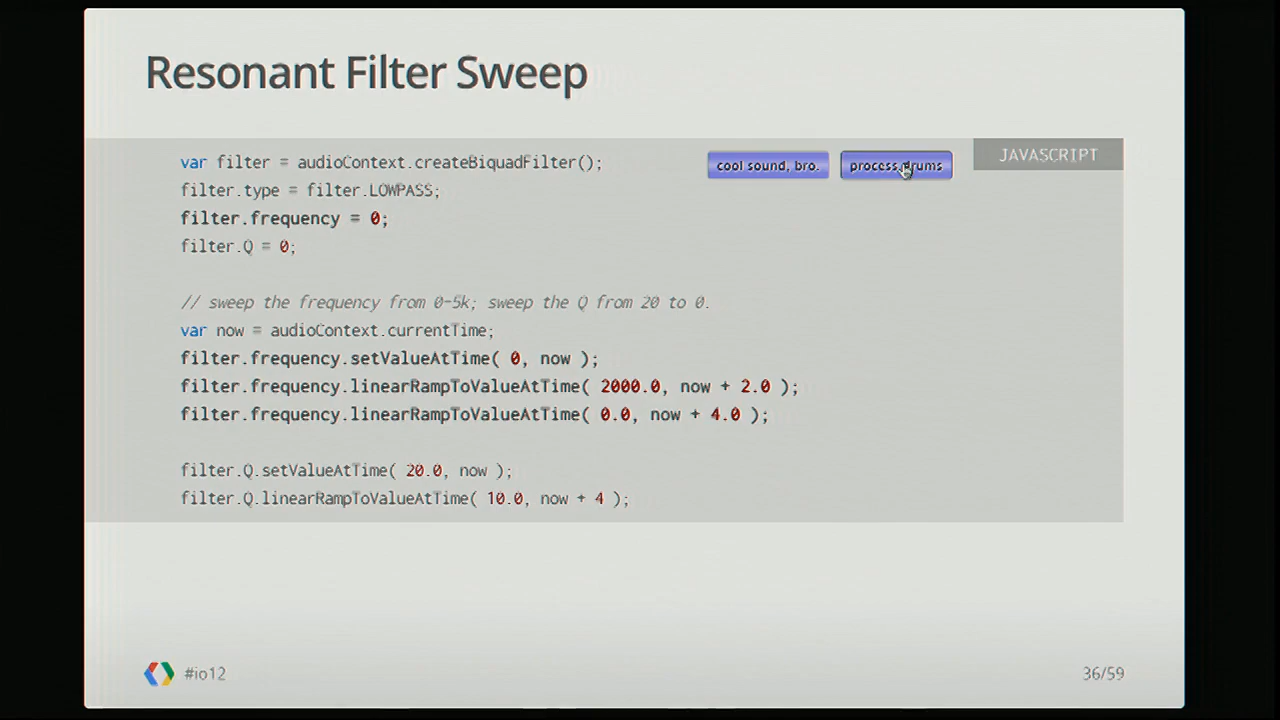 Resonant Filter Sweep
JAVASCRIPT
cool sound, bro.
process drums
var filter = audioContext.createBiquadFilter();
filter.type = filter.LOWPASS;
filter.frequency = 0;
filter.Q = 0;
// sweep the frequency from 0-5k; sweep the Q from 20 to 0.
var now = audioContext.currentTime;
filter.frequency.setValueAtTime( 0, now );
filter.frequency.linearRampToValueAtTime( 2000.0, now + 2.0 );
filter.frequency.linearRampToValueAtTime( 0.0, now + 4.0 );
filter.Q.setValueAtTime( 20.0, now );
filter.Q.linearRampToValueAtTime( 10.0, now + 4 );
#io12
36/59